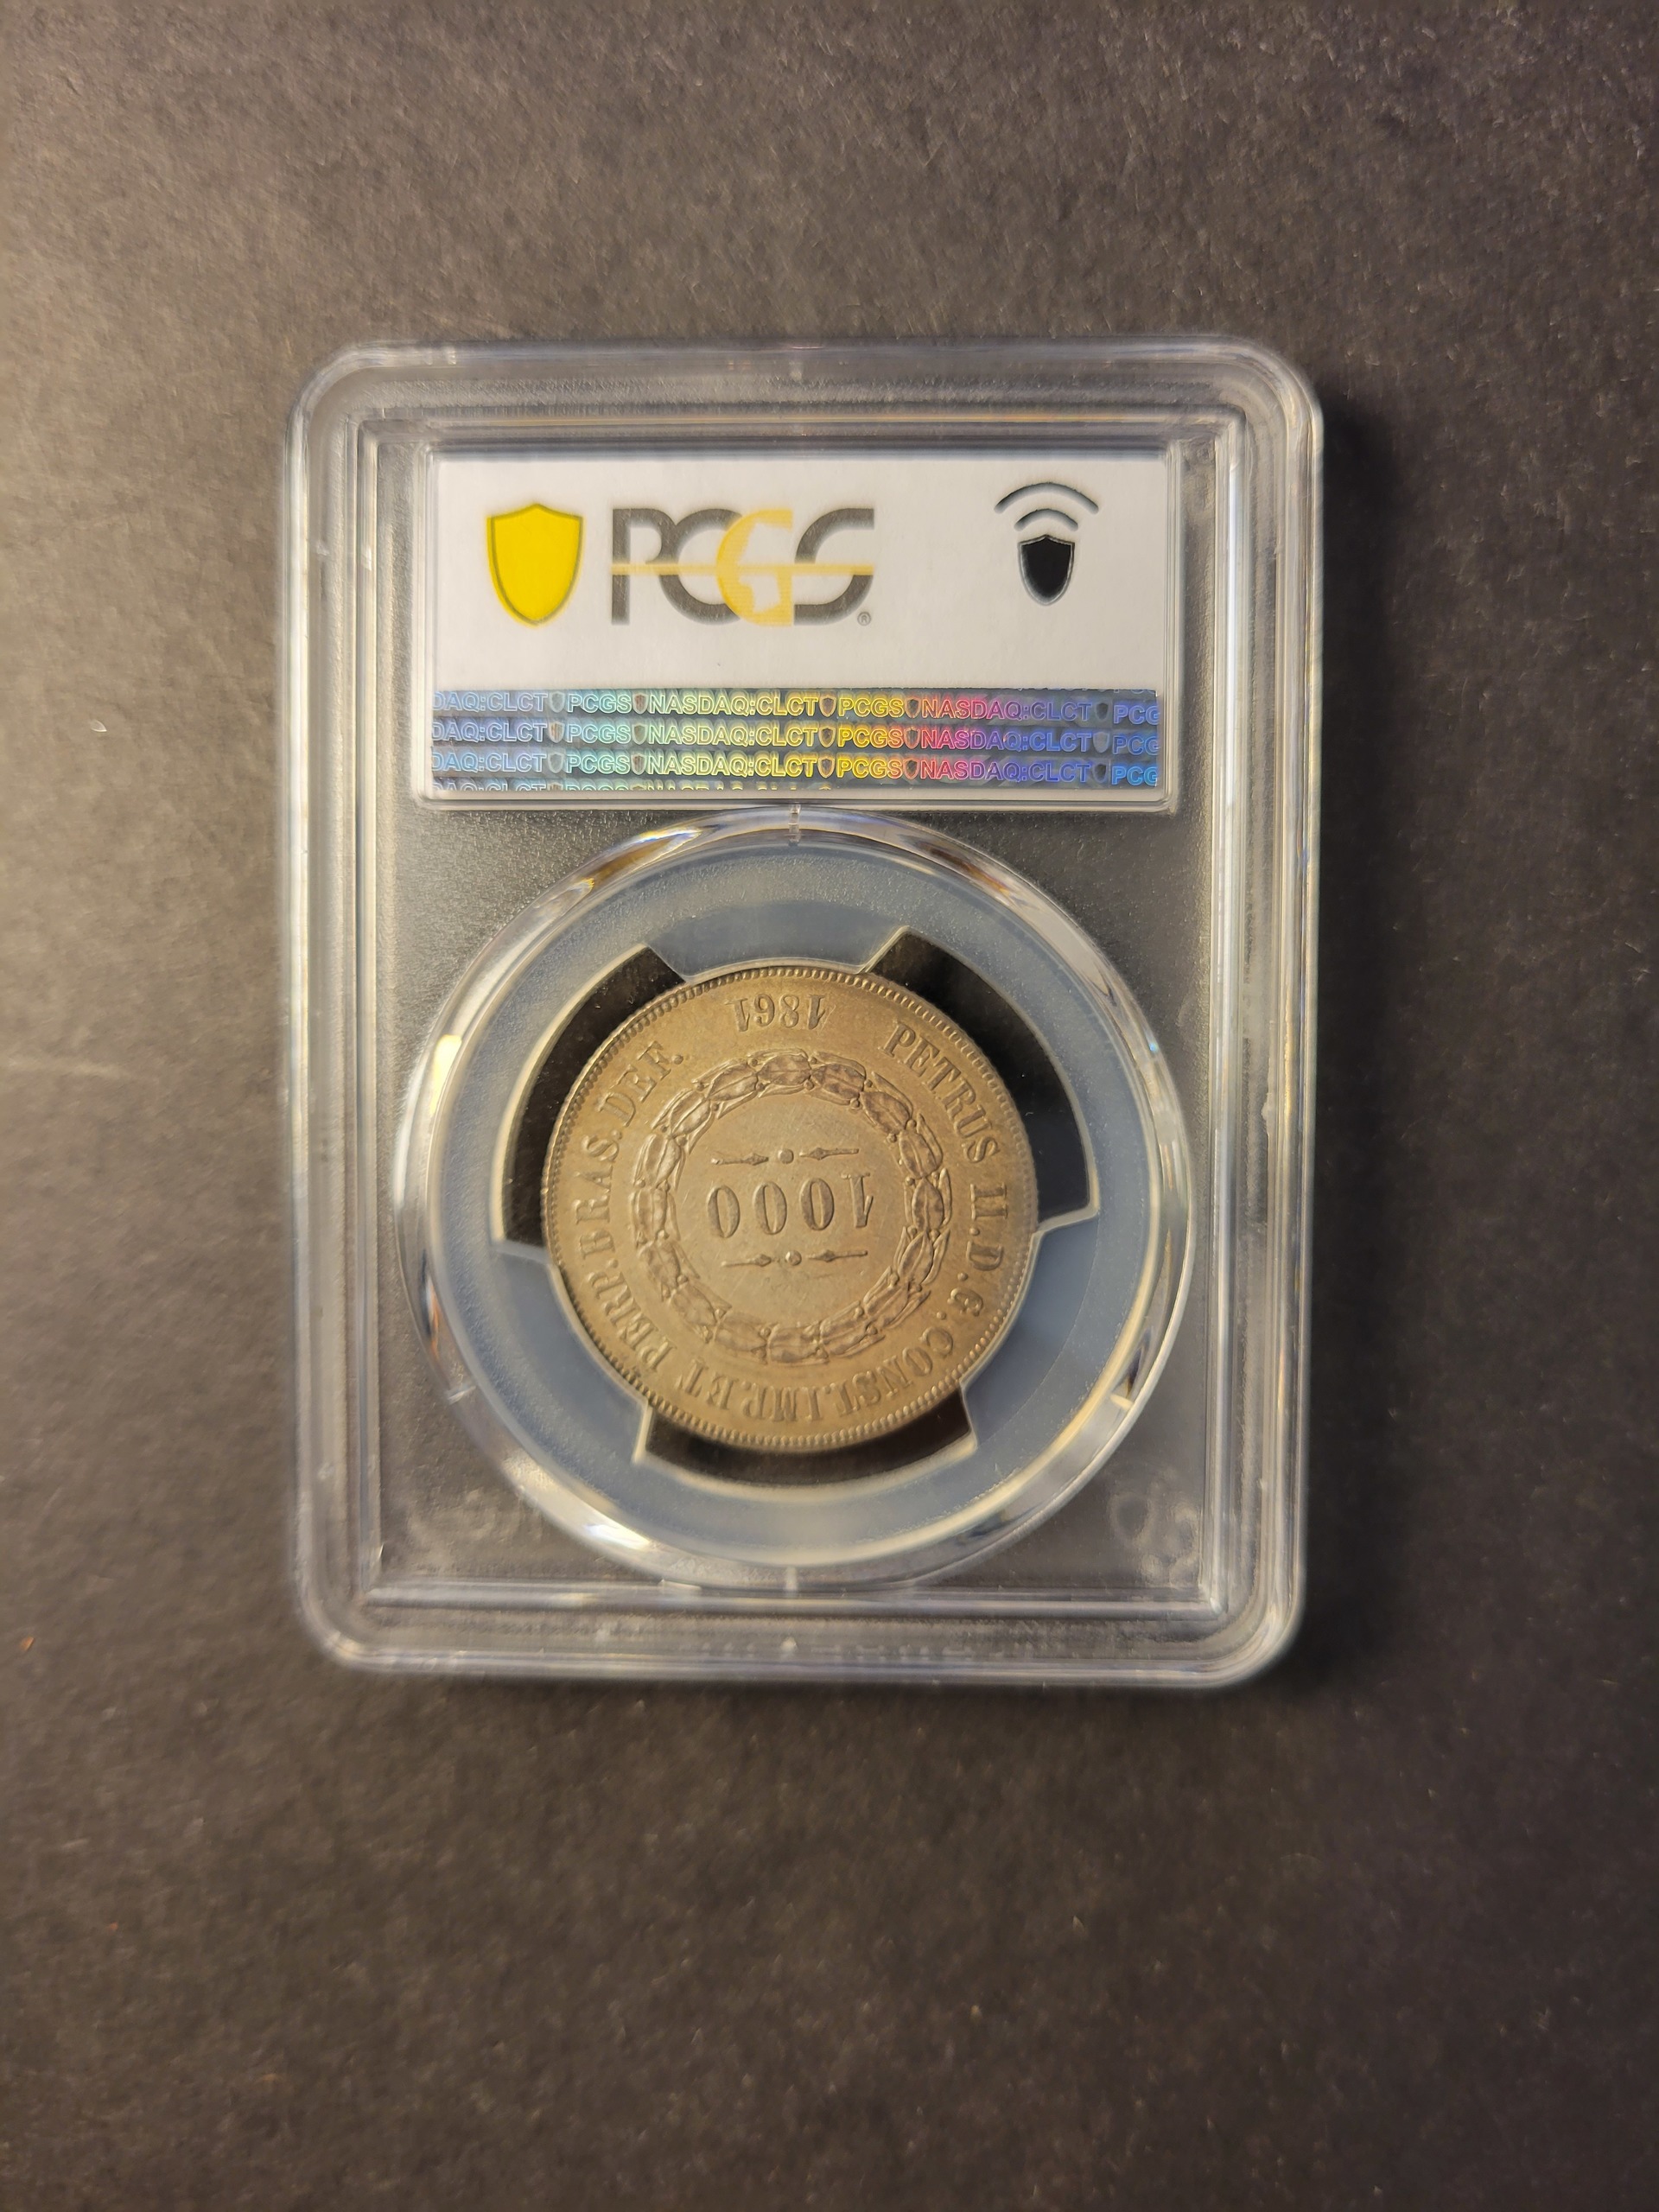 PCGS®
DAQ:CLCT PCGS NASDAQ:CLCT PCGS NASDAQ:CLCT PCG
DAQ:CLCT PCGS NASDAQ:CLCT PCGS NASDAQ:CLCT PCG
DAQ:CLCT PCGS NASDAQ:CLCT PCGS NASDAQ:CLCT PCG
PETRUS II.D.G.CONST.IMP.ET PERP.BRAS.DEF.
1000
1861